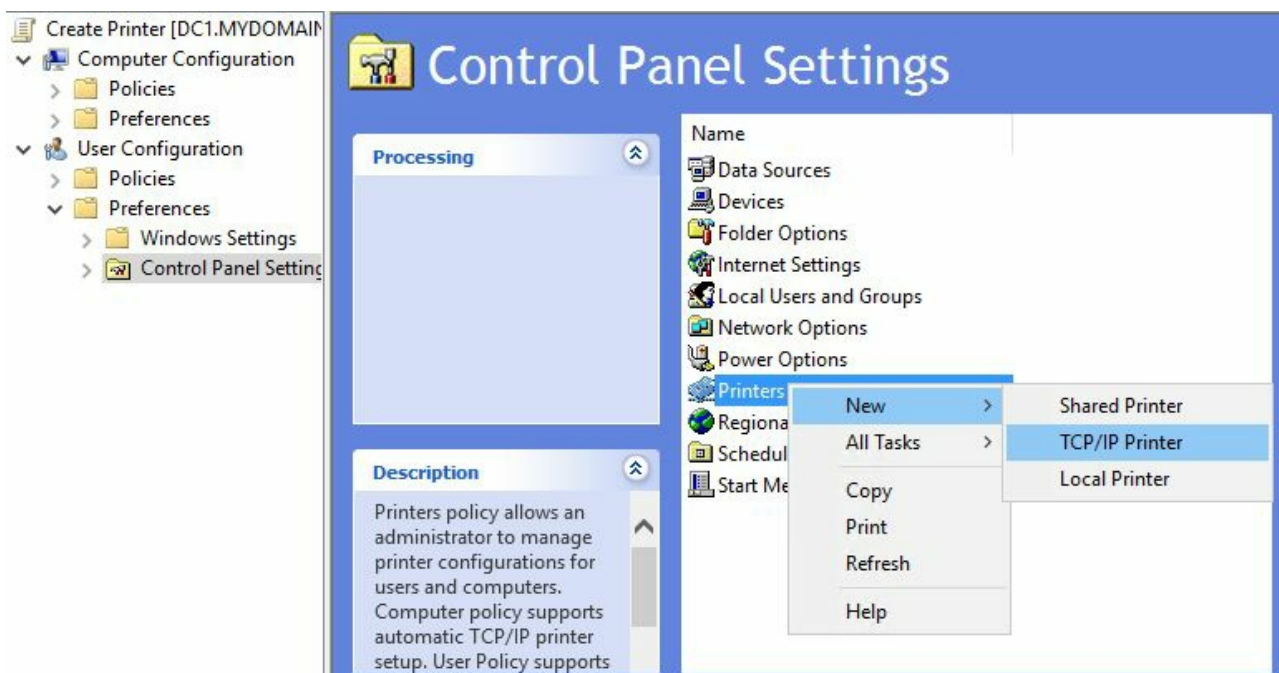 Create Printer [DC1.MYDOMAIN
Computer Configuration
Policies
Preferences
User Configuration
Policies
Preferences
Windows Settings
Control Panel Setting
Control Panel Settings
Processing
Description
Printers policy allows an
administrator to manage
printer configurations for
users and computers.
Computer policy supports
automatic TCP/IP printer
setup. User Policy supports
Name
Data Sources
Devices
Folder Options
Internet Settings
Local Users and Groups
Network Options
Power Options
Printers
Regiona
Schedul
Start Me
New
All Tasks
Copy
Print
Refresh
Help
Shared Printer
TCP/IP Printer
Local Printer